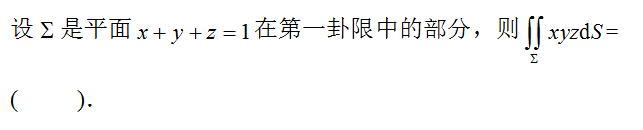 设 Σ 是平面 x + y + z = 1 在第一卦限中的部分，则 ∬_Σ xyzdS=
(      ).